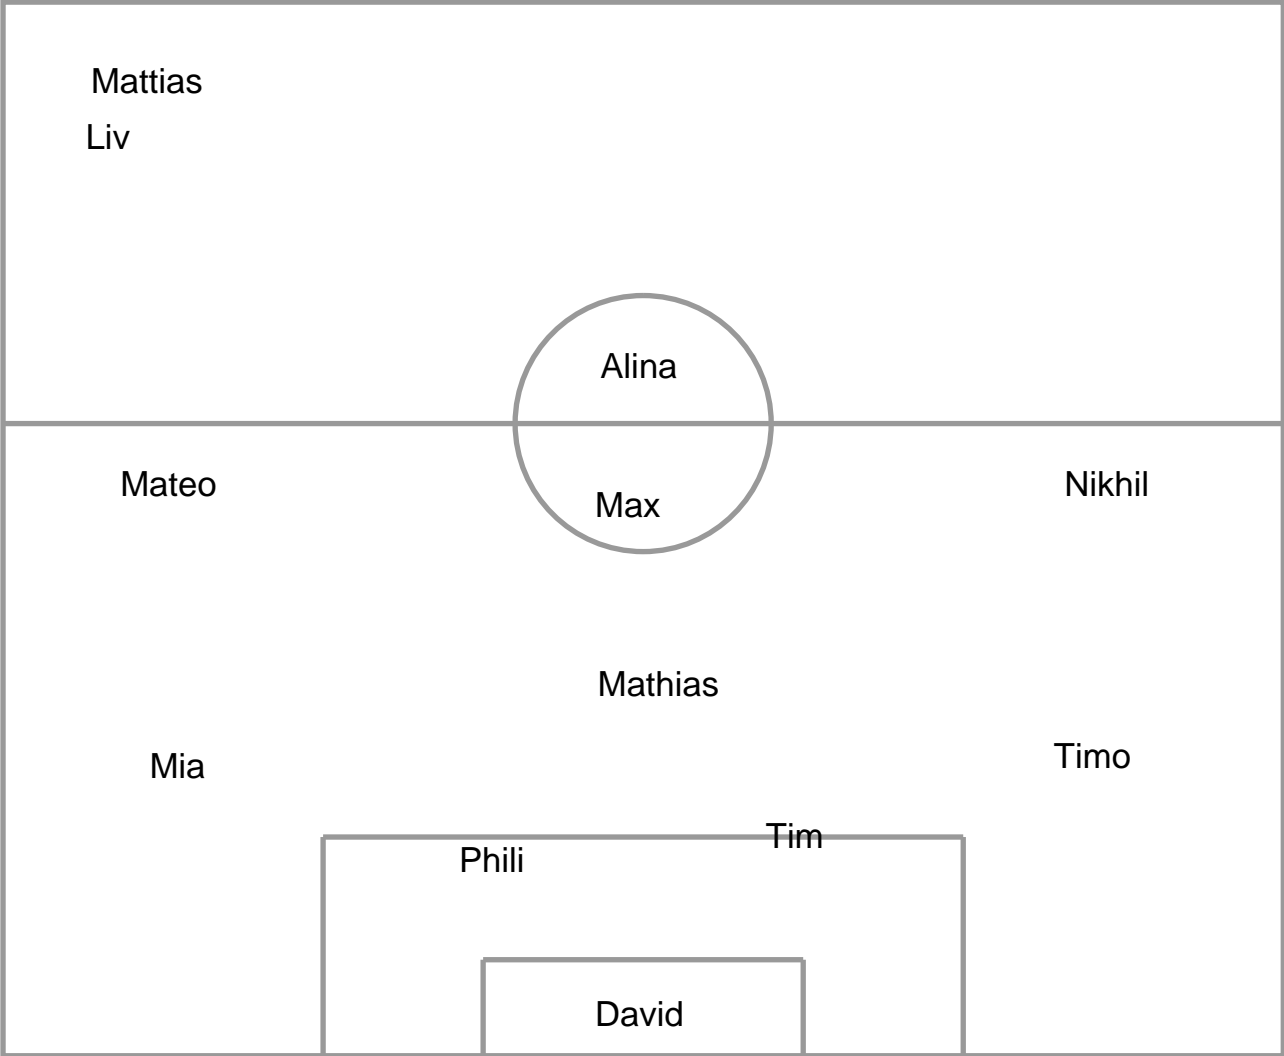 Mattias
Liv
Alina
Mateo
Nikhil
Max
Mathias
Mia
Timo
Tim
Phili
David